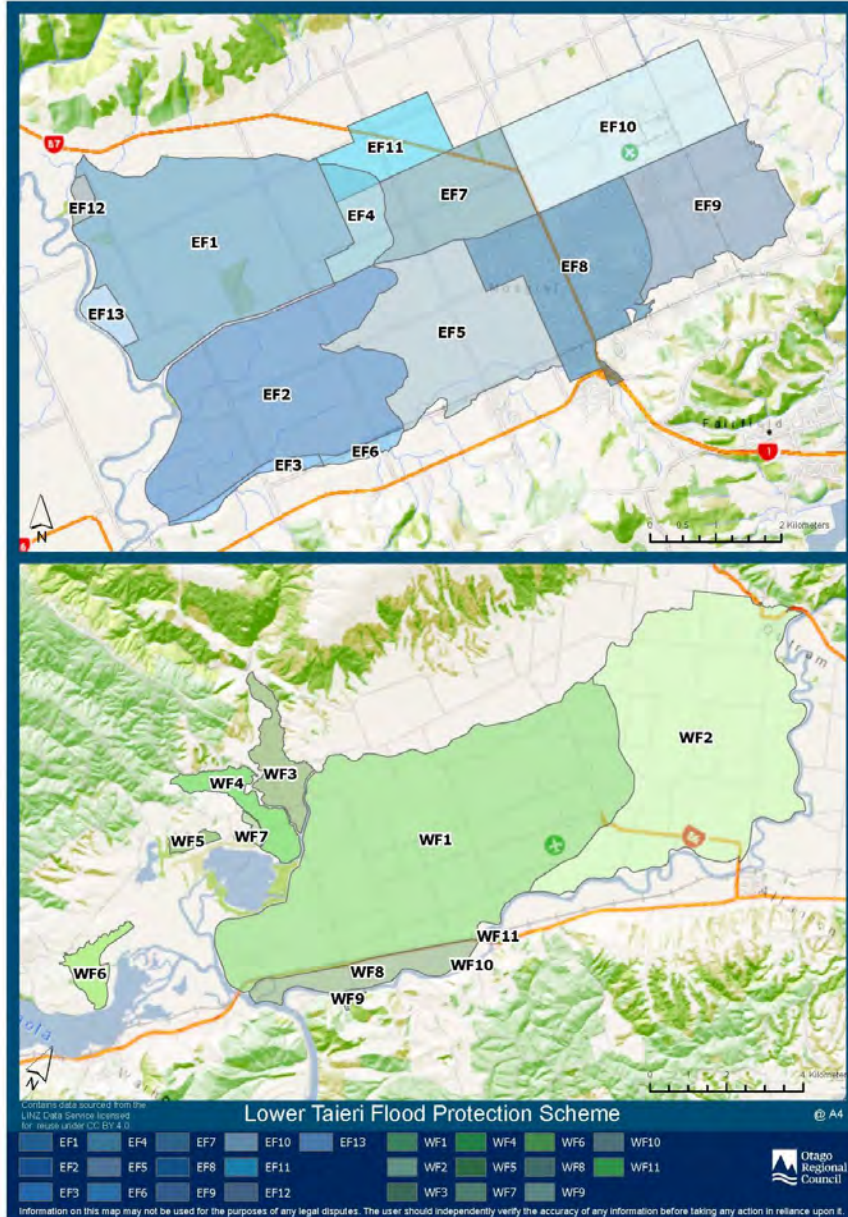 87
EF11
EF10
EF12
EF4
EF7
EF9
EF1
EF8
EF13
EF5
EF2
Fairfield
1
EF3
EF6
N
0 0.5 1 2 Kilometers
WF2
WF3
WF4
WF5
WF7
WF1
86
WF11
WF6
WF8
WF10
WF9
N
0 1 2 4 Kilometers
Contains data sourced from the
LINZ Data Service licensed
for reuse under CC BY 4.0
Lower Taieri Flood Protection Scheme
@ A4
EF1 EF4 EF7 EF10 EF13 WF1 WF4 WF6 WF10
EF2 EF5 EF8 EF11 WF2 WF5 WF8 WF11
EF3 EF6 EF9 EF12 WF3 WF7 WF9
Otago
Regional
Council
Information on this map may not be used for the purposes of any legal disputes. The user should independently verify the accuracy of any information before taking any action in reliance upon it.